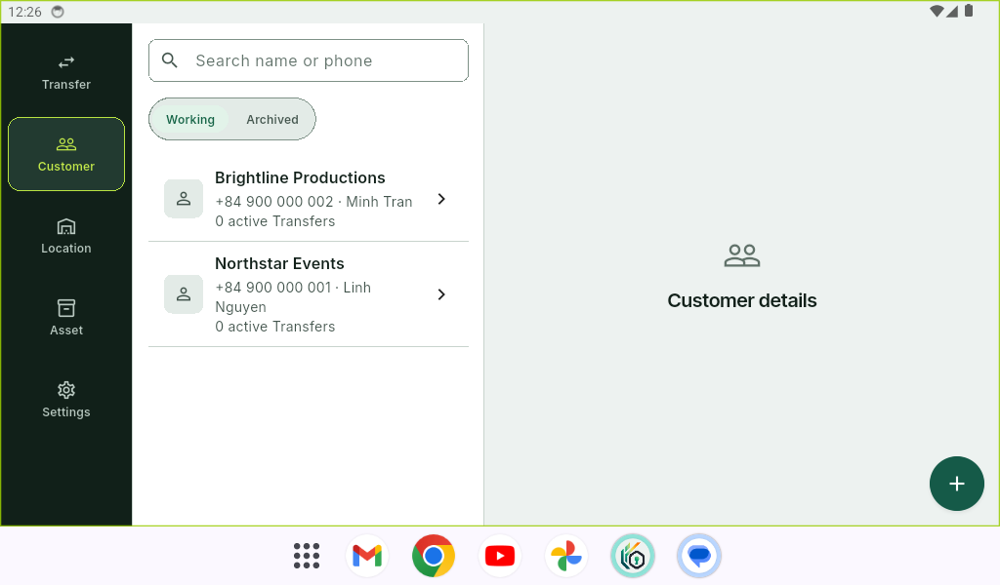 12:26
Transfer
Customer
Location
Asset
Settings
Search name or phone
Working
Archived
Brightline Productions
+84 900 000 002 · Minh Tran
0 active Transfers
Northstar Events
+84 900 000 001 · Linh
Nguyen
0 active Transfers
Customer details